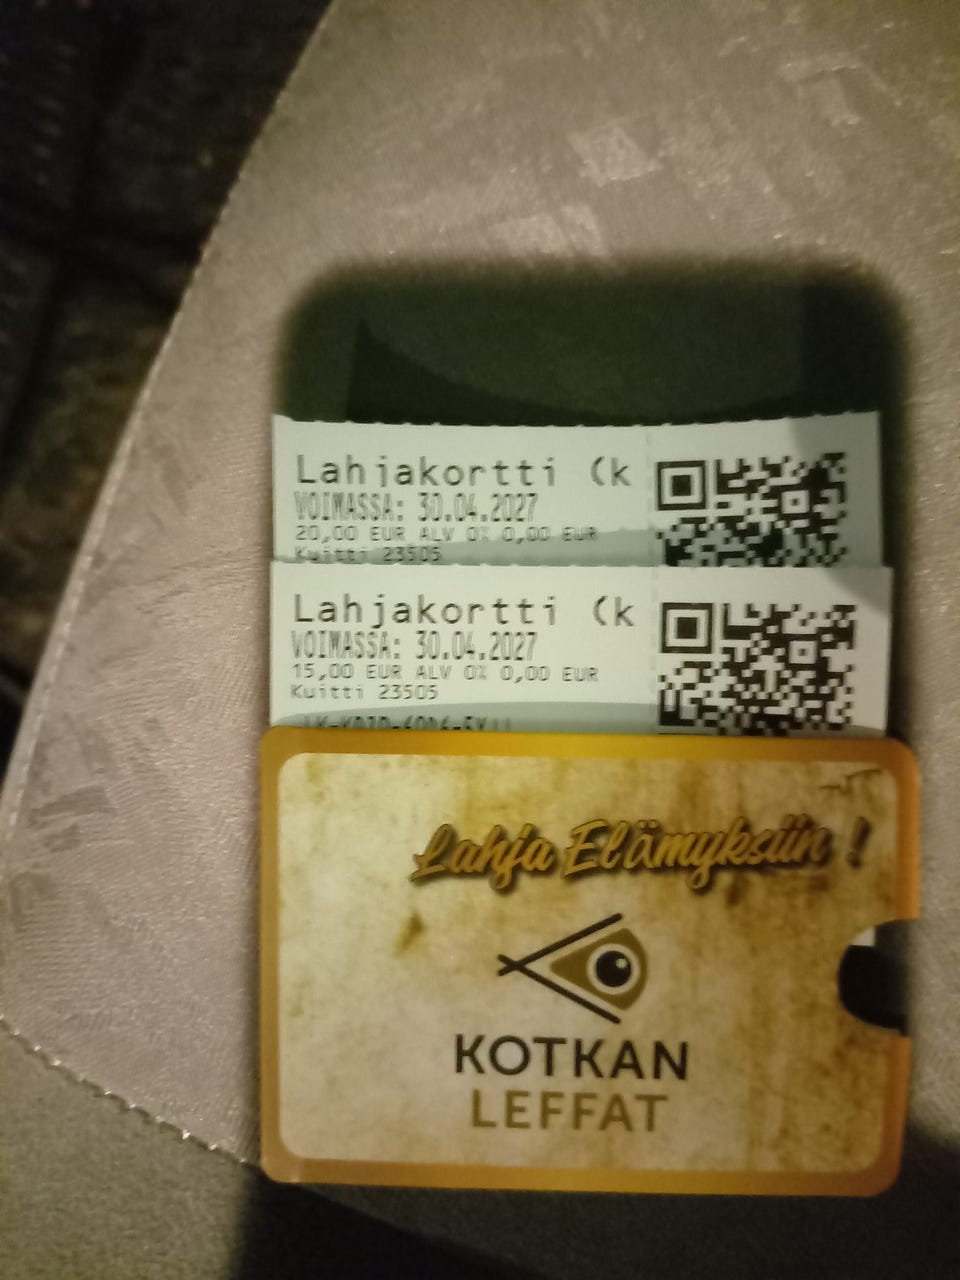 Lahjakortti (k
VOIMASSA: 30.04.2027
20,00 EUR ALV 0% 0,00 EUR
Kuitti 23505
Lahjakortti (k
VOIMASSA: 30.04.2027
15,00 EUR ALV 0% 0,00 EUR
Kuitti 23505
Lahja Elämyksiin !
KOTKAN
LEFFAT